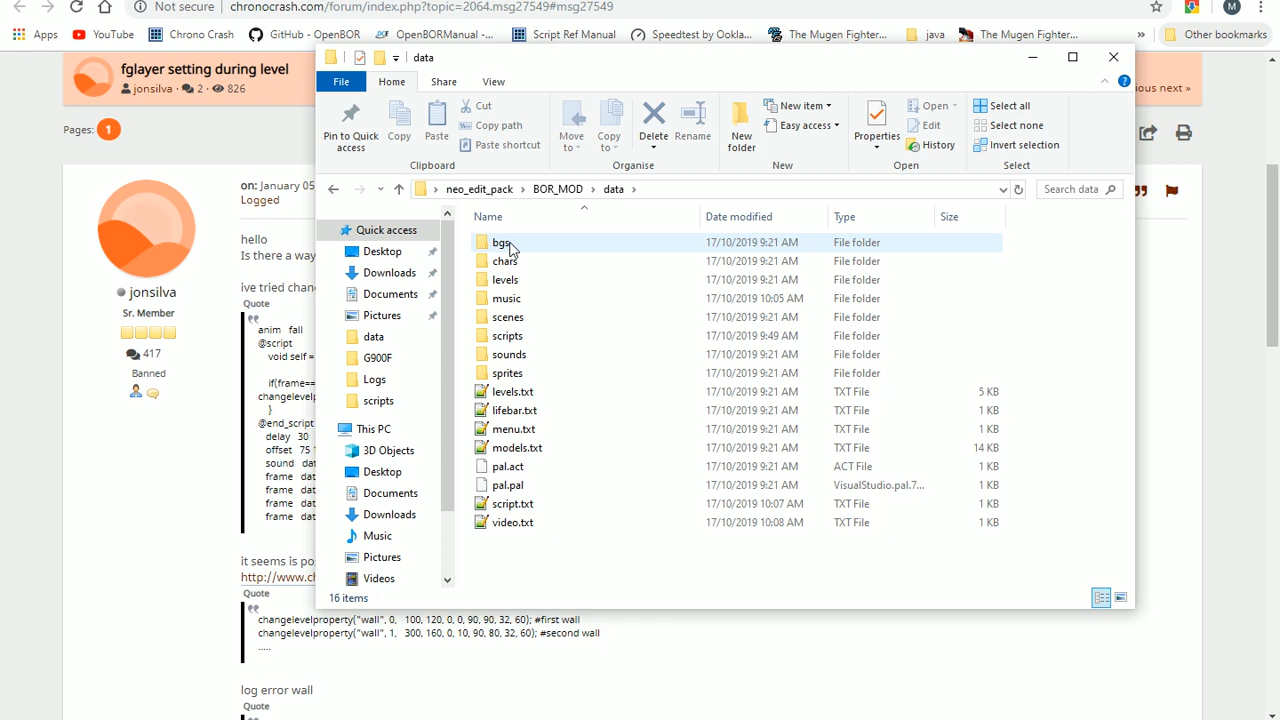 Not secure | chronocrash.com/forum/index.php?topic=2064.msg27549#msg27549
M
Apps YouTube Chrono Crash GitHub - OpenBOR OpenBORManual -... Script Ref Manual Speedtest by Ookla... The Mugen Fighter... java The Mugen Fighter... » Other bookmarks
fglayer setting during level
jonsilva · 2 · 826
ious next »
Pages: 1
on: January 05
Logged
hello
Is there a way
ive tried chan
Quote
anim fall
@script
void self =
if(frame==
changelevelp
}
@end_script
delay 30
offset 75
sound dat
frame dat
frame dat
frame dat
frame dat
jonsilva
Sr. Member
417
Banned
it seems is po
http://www.c
Quote
changelevelproperty("wall", 0, 100, 120, 0, 0, 90, 90, 32, 60); #first wall
changelevelproperty("wall", 1, 300, 160, 0, 10, 90, 80, 32, 60); #second wall
.....
log error wall
Quote
data
File Home Share View
Pin to Quick access
Copy
Paste
Cut
Copy path
Paste shortcut
Clipboard
Move to
Copy to
Delete
Rename
Organise
New folder
New item
Easy access
New
Properties
Open
Edit
History
Open
Select all
Select none
Invert selection
Select
neo_edit_pack > BOR_MOD > data >
Search data
Quick access
Desktop
Downloads
Documents
Pictures
data
G900F
Logs
scripts
This PC
3D Objects
Desktop
Documents
Downloads
Music
Pictures
Videos
Name Date modified Type Size
bgs 17/10/2019 9:21 AM File folder
chars 17/10/2019 9:21 AM File folder
levels 17/10/2019 9:21 AM File folder
music 17/10/2019 10:05 AM File folder
scenes 17/10/2019 9:21 AM File folder
scripts 17/10/2019 9:49 AM File folder
sounds 17/10/2019 9:21 AM File folder
sprites 17/10/2019 9:21 AM File folder
levels.txt 17/10/2019 9:21 AM TXT File 5 KB
lifebar.txt 17/10/2019 9:21 AM TXT File 1 KB
menu.txt 17/10/2019 9:21 AM TXT File 1 KB
models.txt 17/10/2019 9:21 AM TXT File 14 KB
pal.act 17/10/2019 9:21 AM ACT File 1 KB
pal.pal 17/10/2019 9:21 AM VisualStudio.pal.7... 1 KB
script.txt 17/10/2019 10:07 AM TXT File 1 KB
video.txt 17/10/2019 10:08 AM TXT File 1 KB
16 items